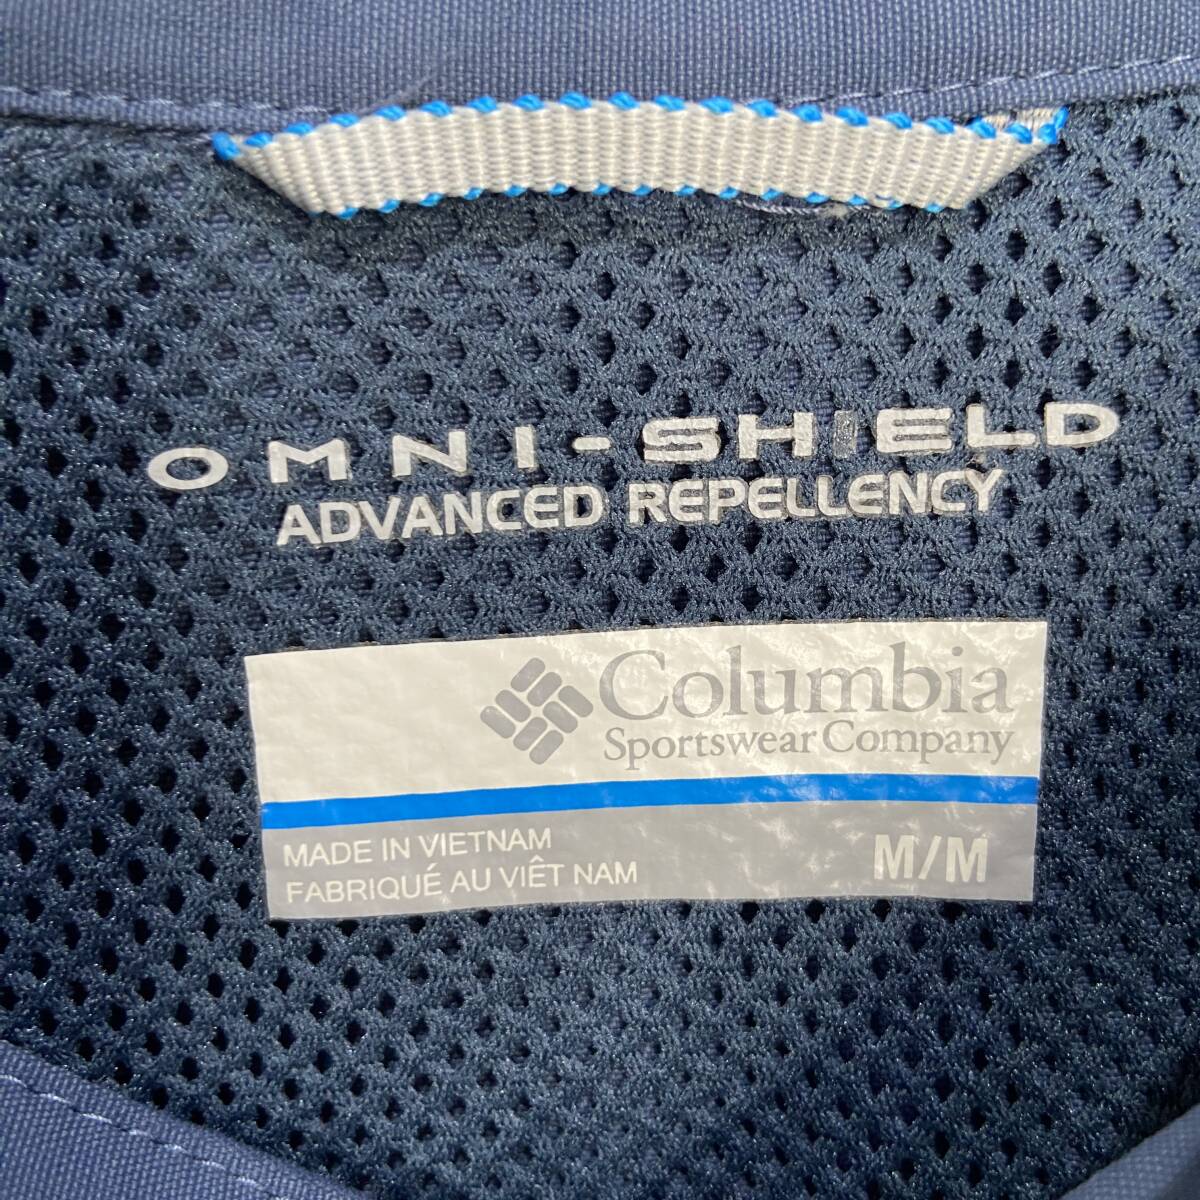 OMNI-SHIELD
ADVANCED REPELLENCY
Columbia
Sportswear Company
MADE IN VIETNAM
FABRIQUÉ AU VIÊT NAM
M/M